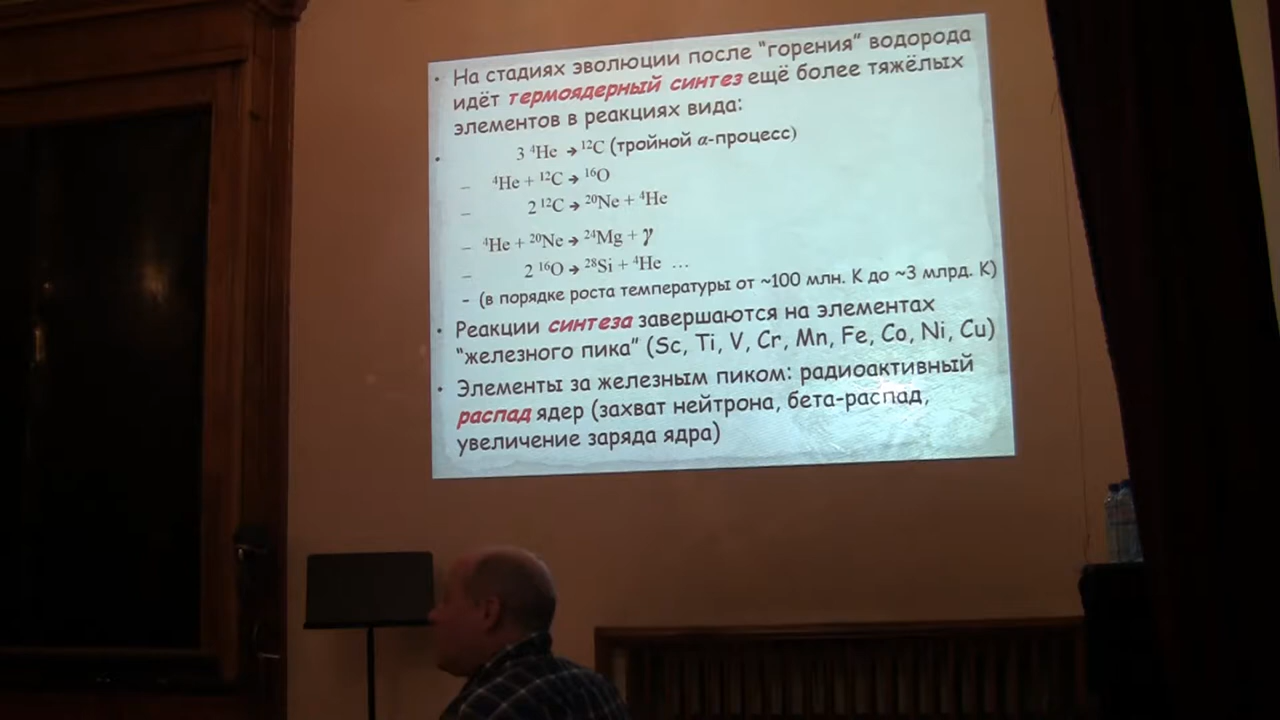 • На стадиях эволюции после "горения" водорода
идёт термоядерный синтез ещё более тяжёлых
элементов в реакциях вида:
• 3 ⁴He → ¹²C (тройной α-процесс)
– ⁴He + ¹²C → ¹⁶O
– 2 ¹²C → ²⁰Ne + ⁴He
– ⁴He + ²⁰Ne → ²⁴Mg + γ
– 2 ¹⁶O → ²⁸Si + ⁴He …
- (в порядке роста температуры от ~100 млн. К до ~3 млрд. К)
• Реакции синтеза завершаются на элементах
"железного пика" (Sc, Ti, V, Cr, Mn, Fe, Co, Ni, Cu)
• Элементы за железным пиком: радиоактивный
распад ядер (захват нейтрона, бета-распад,
увеличение заряда ядра)